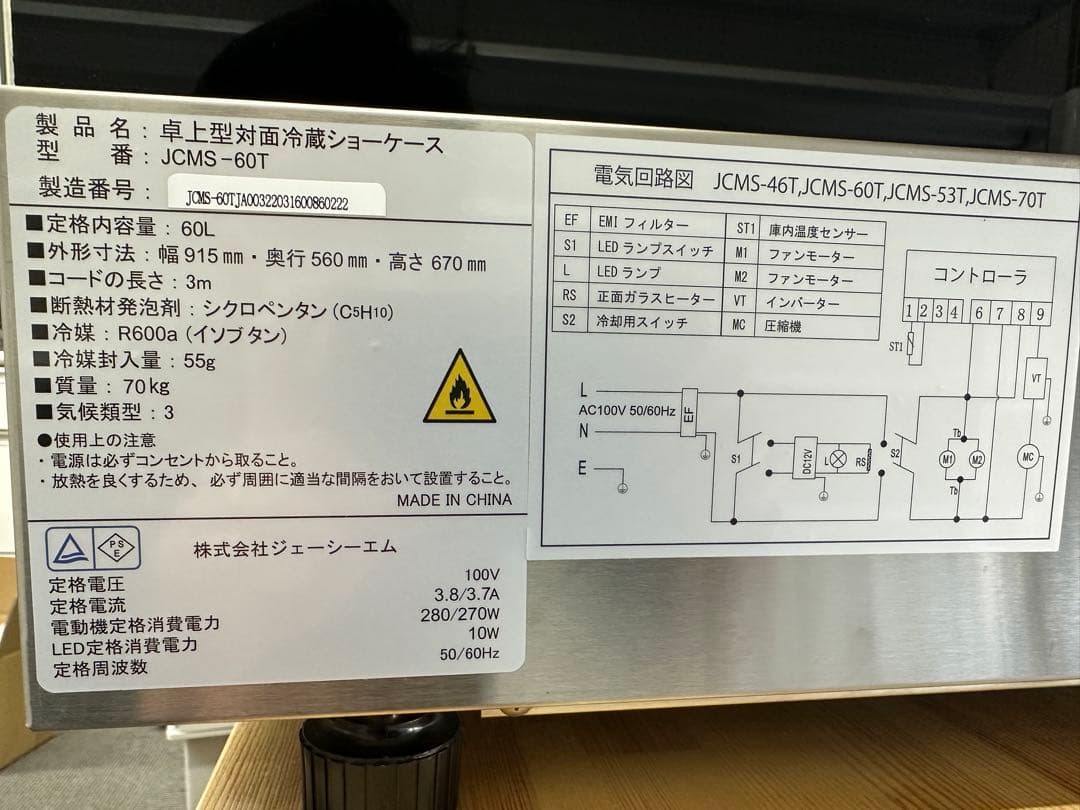 製品名：卓上型対面冷蔵ショーケース
型　番：JCMS-60T
製造番号：JCMS-60TJA00322031600860222
■定格内容量：60L
■外形寸法：幅915㎜・奥行560㎜・高さ670㎜
■コードの長さ：3m
■断熱材発泡剤：シクロペンタン(C5H10)
■冷媒：R600a(イソブタン)
■冷媒封入量：55g
■質量：70kg
■気候類型：3
●使用上の注意
・電源は必ずコンセントから取ること。
・放熱を良くするため、必ず周囲に適当な間隔をおいて設置すること。
MADE IN CHINA
PSE
株式会社ジェーシーエム
定格電圧 100V
定格電流 3.8/3.7A
電動機定格消費電力 280/270W
LED定格消費電力 10W
定格周波数 50/60Hz
電気回路図 JCMS-46T,JCMS-60T,JCMS-53T,JCMS-70T
EF EMIフィルター ST1 庫内温度センサー
S1 LEDランプスイッチ M1 ファンモーター
L LEDランプ M2 ファンモーター
RS 正面ガラスヒーター VT インバーター
S2 冷却用スイッチ MC 圧縮機
コントローラ
1 2 3 4 6 7 8 9
ST1
VT
L
AC100V 50/60Hz
EF
N
E
S1
DC12V
L
RS
S2
Tb
M1 M2
Tb
MC